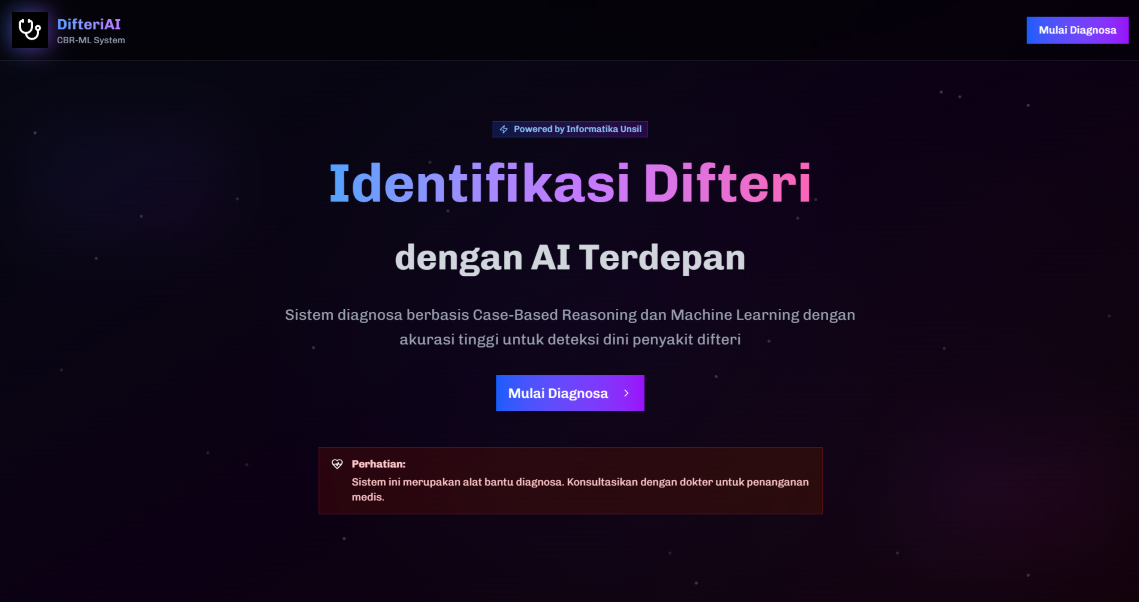 DifteriAI
CBR-ML System
Mulai Diagnosa
Powered by Informatika Unsil
Identifikasi Difteri
dengan AI Terdepan
Sistem diagnosa berbasis Case-Based Reasoning dan Machine Learning dengan
akurasi tinggi untuk deteksi dini penyakit difteri
Mulai Diagnosa
Perhatian:
Sistem ini merupakan alat bantu diagnosa. Konsultasikan dengan dokter untuk penanganan
medis.